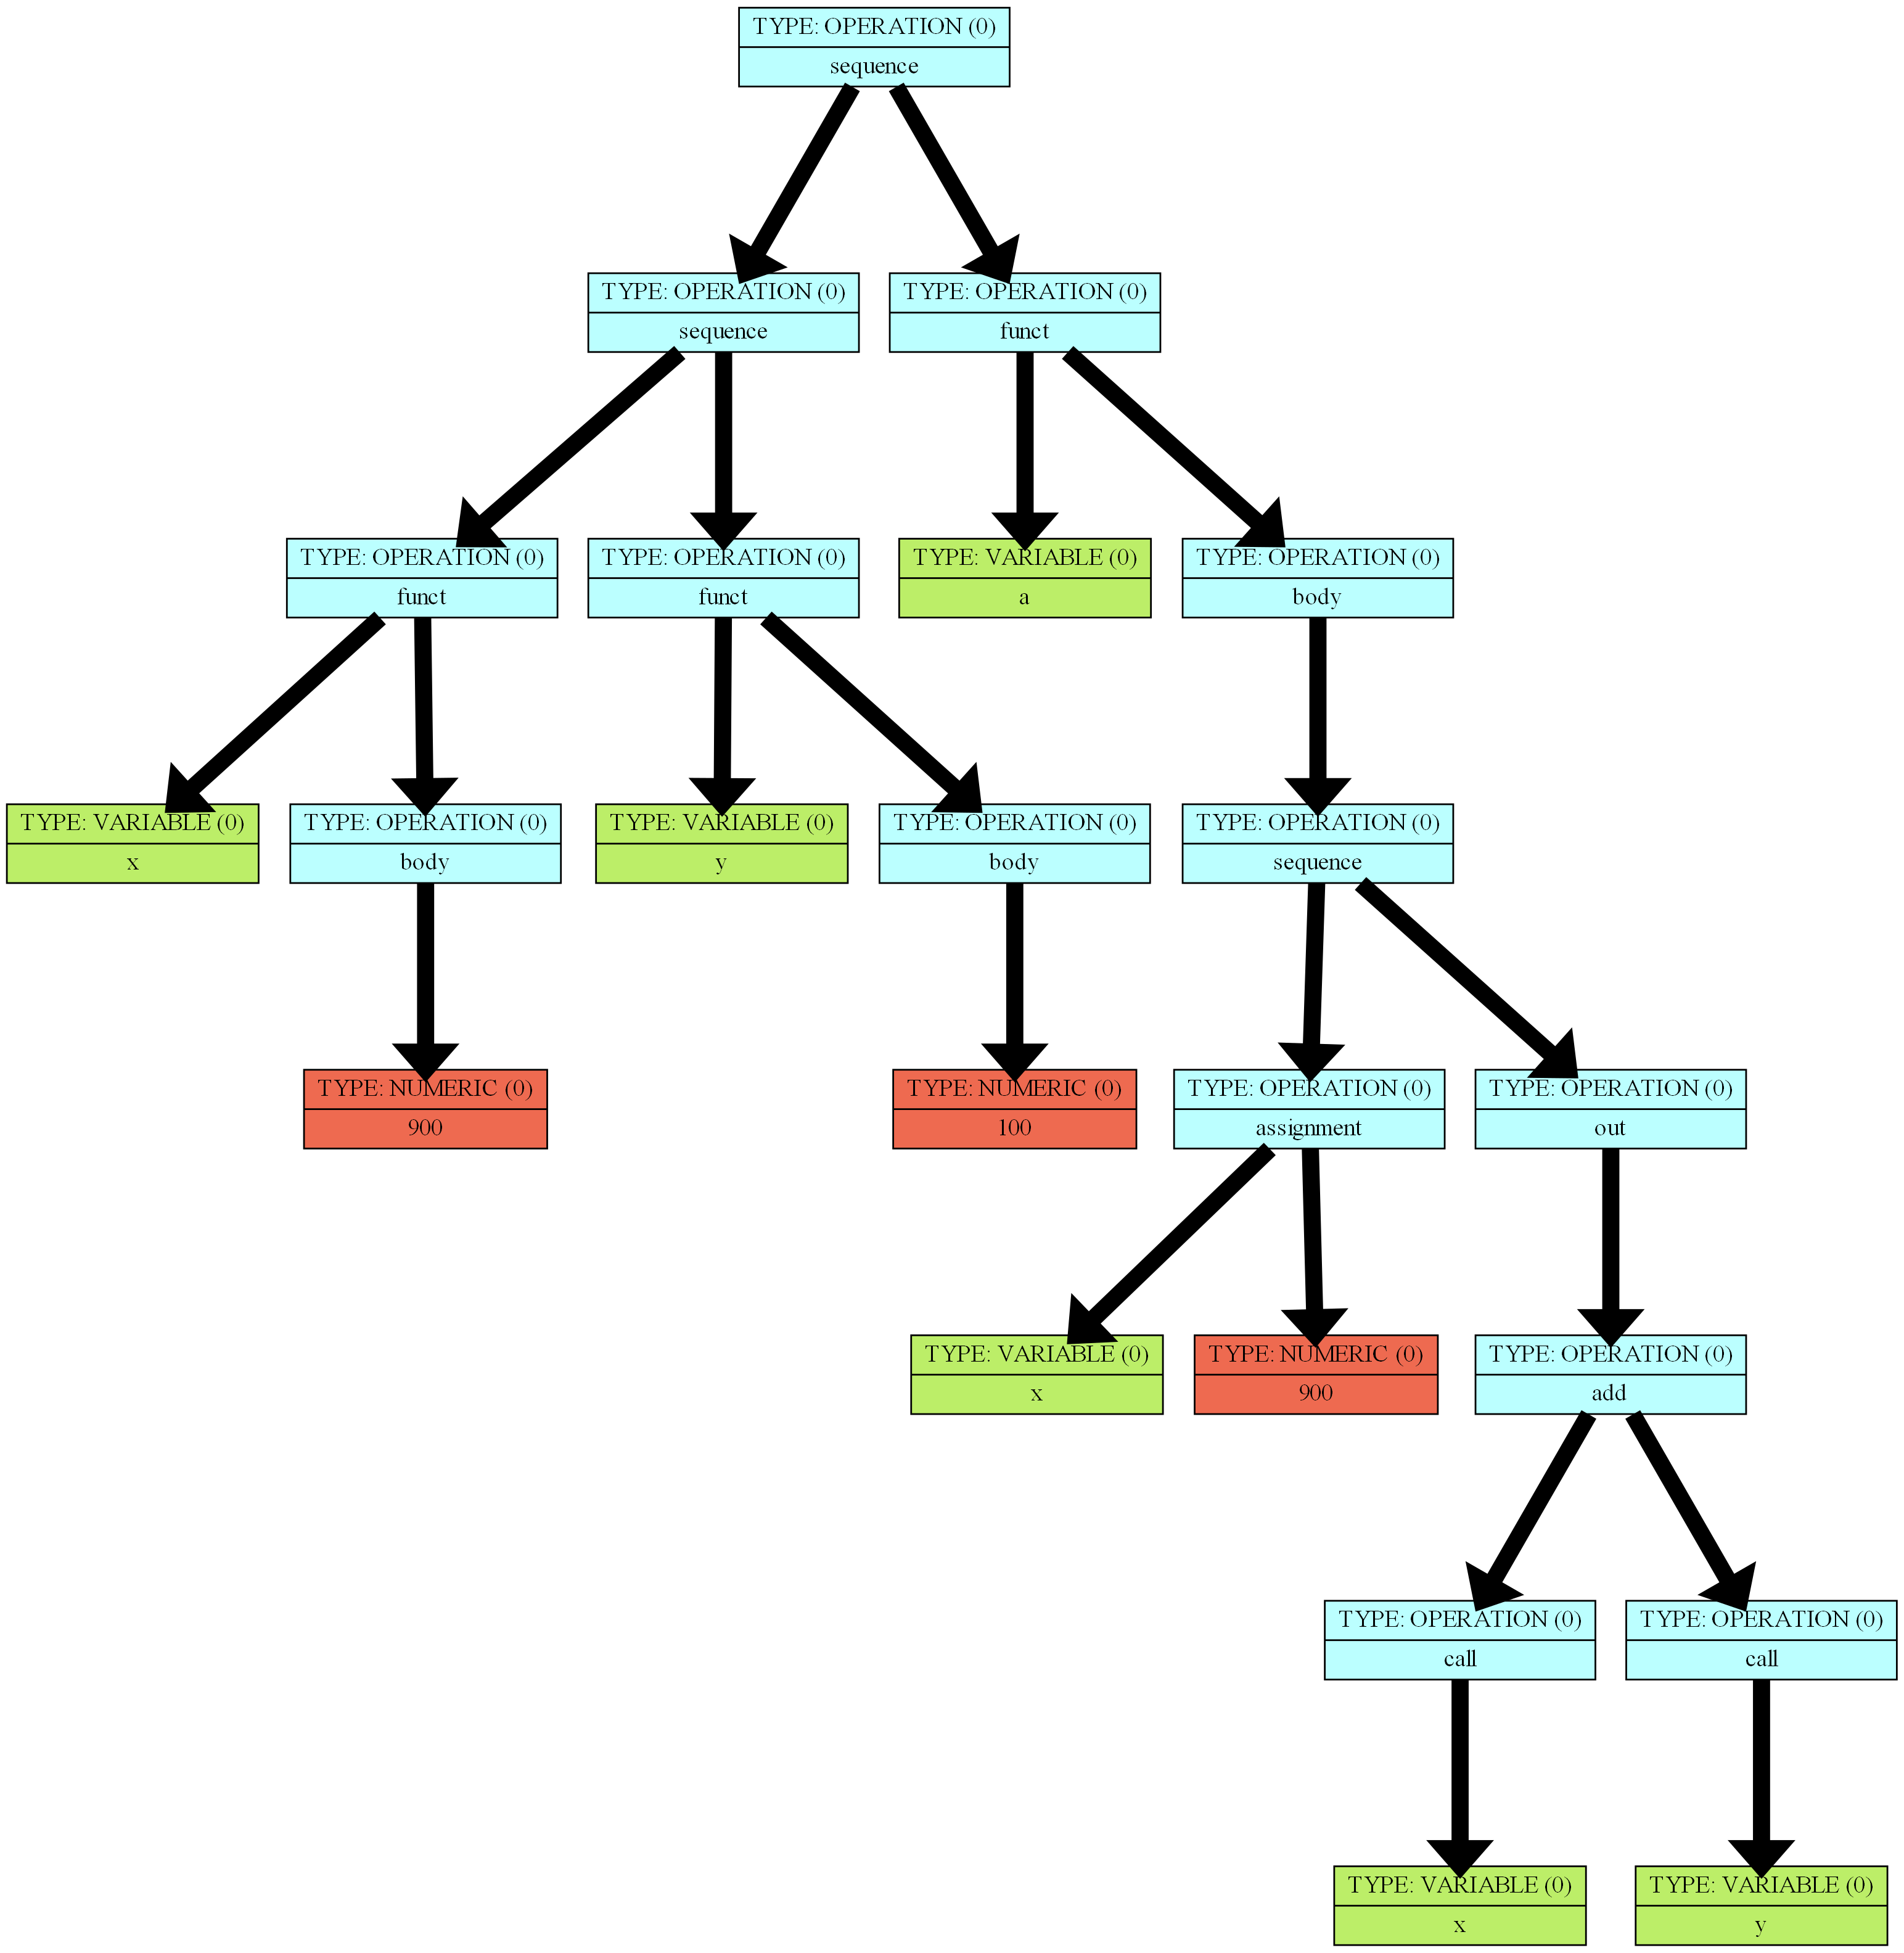 TYPE: OPERATION (0)
sequence
TYPE: OPERATION (0)
sequence
TYPE: OPERATION (0)
funct
TYPE: OPERATION (0)
funct
TYPE: OPERATION (0)
funct
TYPE: VARIABLE (0)
a
TYPE: OPERATION (0)
body
TYPE: VARIABLE (0)
x
TYPE: OPERATION (0)
body
TYPE: VARIABLE (0)
y
TYPE: OPERATION (0)
body
TYPE: OPERATION (0)
sequence
TYPE: NUMERIC (0)
900
TYPE: NUMERIC (0)
100
TYPE: OPERATION (0)
assignment
TYPE: OPERATION (0)
out
TYPE: VARIABLE (0)
x
TYPE: NUMERIC (0)
900
TYPE: OPERATION (0)
add
TYPE: OPERATION (0)
call
TYPE: OPERATION (0)
call
TYPE: VARIABLE (0)
x
TYPE: VARIABLE (0)
y